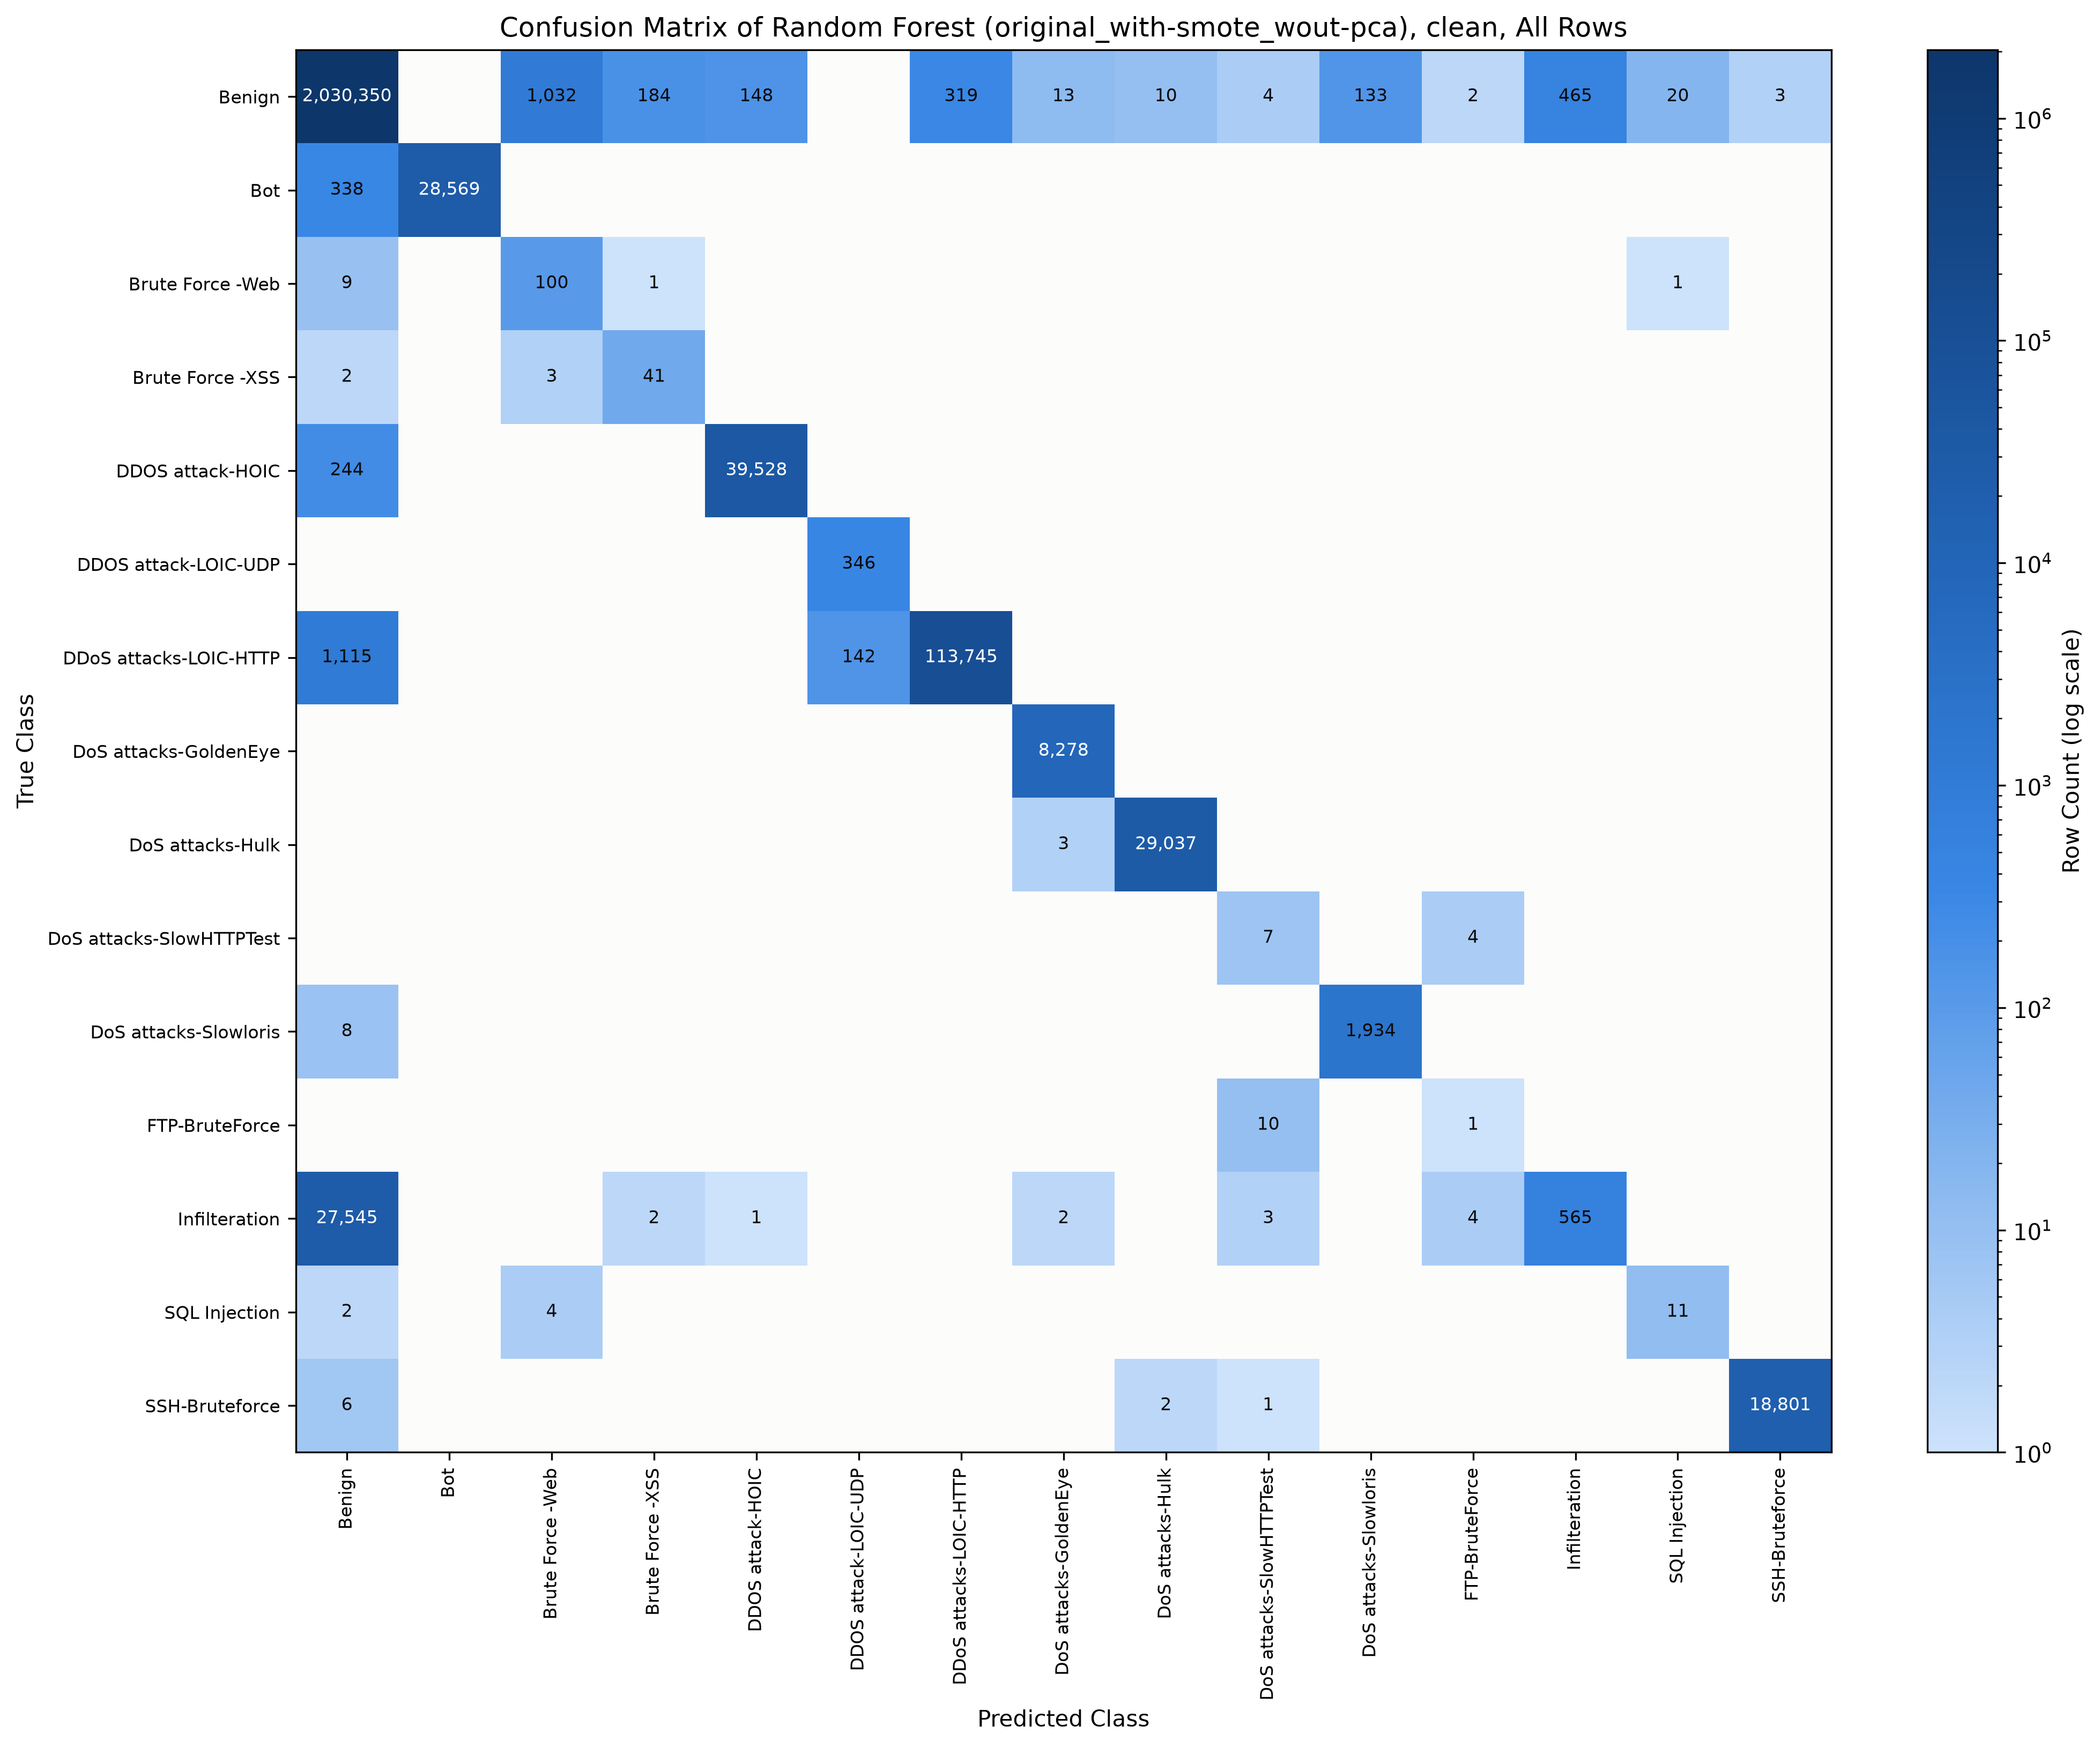 Confusion Matrix of Random Forest (original_with-smote_wout-pca), clean, All Rows
Benign 2,030,350 1,032 184 148 319 13 10 4 133 2 465 20 3
Bot 338 28,569
Brute Force -Web 9 100 1 1
Brute Force -XSS 2 3 41
DDOS attack-HOIC 244 39,528
DDOS attack-LOIC-UDP 346
DDoS attacks-LOIC-HTTP 1,115 142 113,745
DoS attacks-GoldenEye 8,278
DoS attacks-Hulk 3 29,037
DoS attacks-SlowHTTPTest 7 4
DoS attacks-Slowloris 8 1,934
FTP-BruteForce 10 1
Infilteration 27,545 2 1 2 3 4 565
SQL Injection 2 4 11
SSH-Bruteforce 6 2 1 18,801
True Class
Benign
Bot
Brute Force -Web
Brute Force -XSS
DDOS attack-HOIC
DDOS attack-LOIC-UDP
DDoS attacks-LOIC-HTTP
DoS attacks-GoldenEye
DoS attacks-Hulk
DoS attacks-SlowHTTPTest
DoS attacks-Slowloris
FTP-BruteForce
Infilteration
SQL Injection
SSH-Bruteforce
Predicted Class
10⁶
10⁵
10⁴
10³
10²
10¹
10⁰
Row Count (log scale)